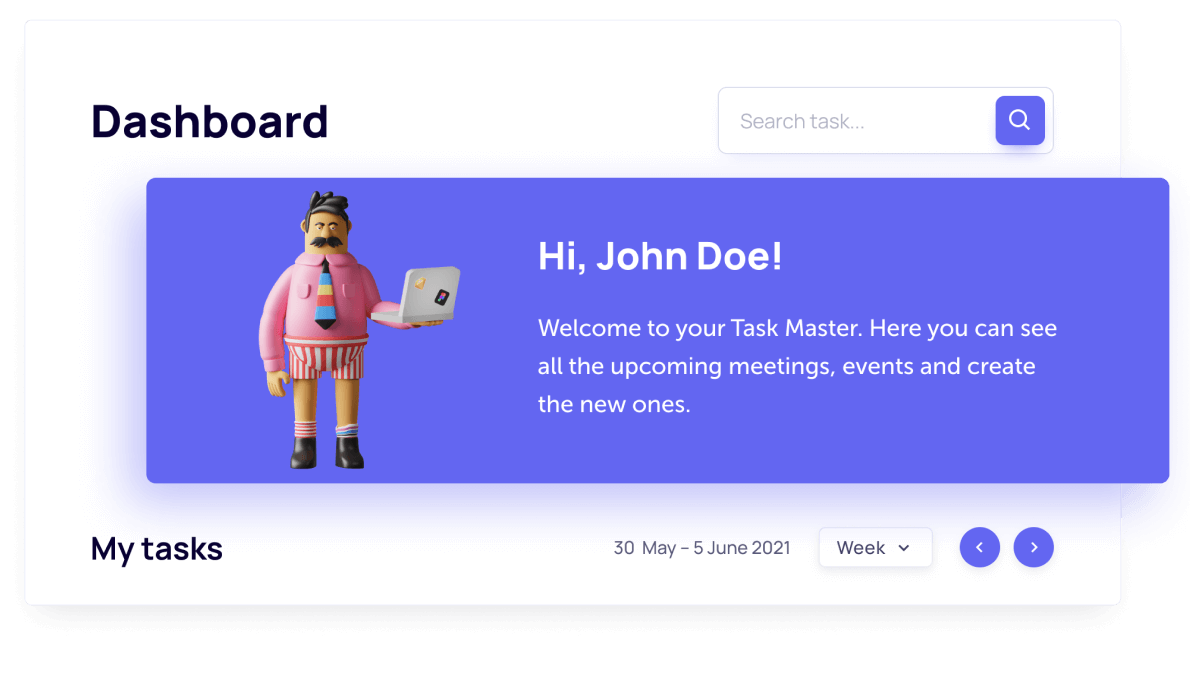 Dashboard
Search task...
Hi, John Doe!
Welcome to your Task Master. Here you can see
all the upcoming meetings, events and create
the new ones.
My tasks
30 May – 5 June 2021
Week